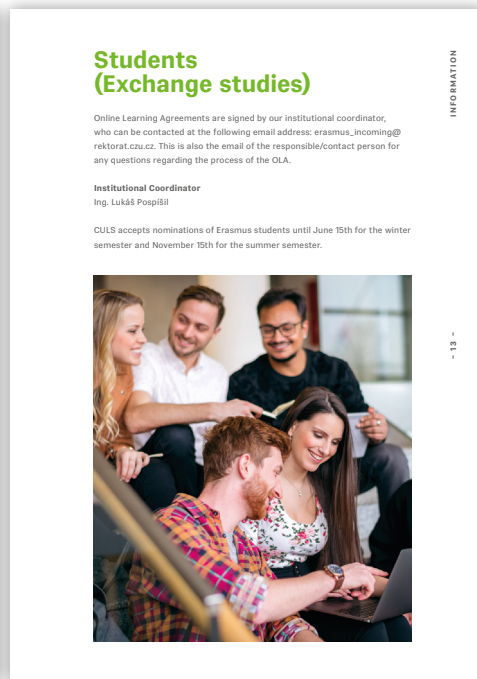 Students
(Exchange studies)
Online Learning Agreements are signed by our institutional coordinator,
who can be contacted at the following email address: erasmus_incoming@
rektorat.czu.cz. This is also the email of the responsible/contact person for
any questions regarding the process of the OLA.
Institutional Coordinator
Ing. Lukáš Pospíšil
CULS accepts nominations of Erasmus students until June 15th for the winter
semester and November 15th for the summer semester.
INFORMATION
– 13 –